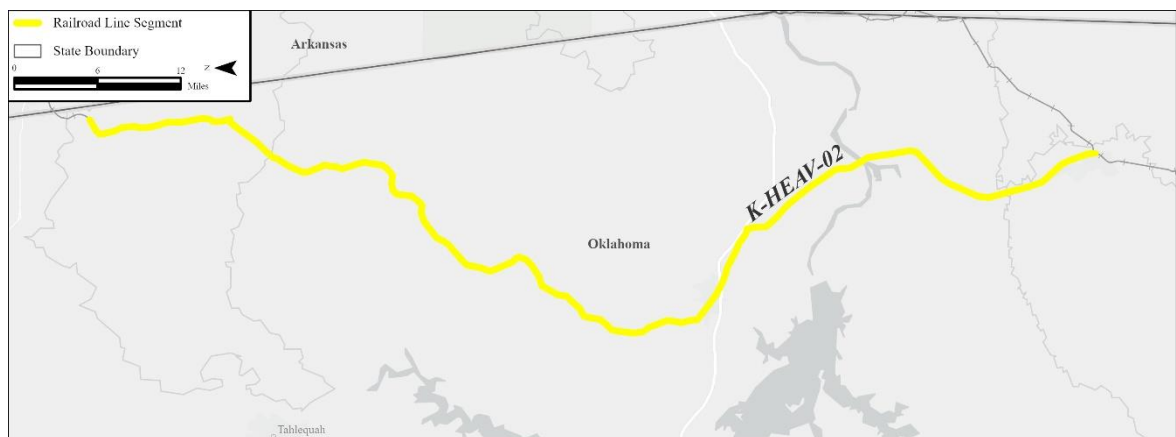 Railroad Line Segment
State Boundary
0 6 12
N
Miles
Arkansas
K-HEAV-02
Oklahoma
Tahlequah